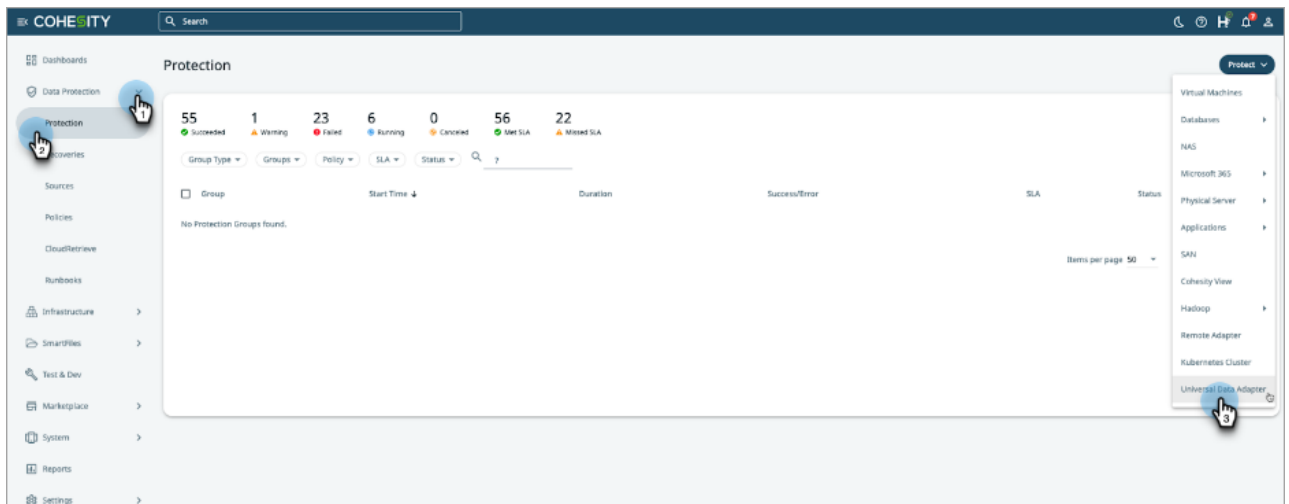 COHESITY
Search
7
Dashboards
Data Protection
1
Protection
2
Recoveries
Sources
Policies
CloudRetrieve
Runbooks
Infrastructure
SmartFiles
Test & Dev
Marketplace
System
Reports
Settings
Protection
Protect
55 1 23 6 0 56 22
Succeeded Warning Failed Running Canceled Met SLA Missed SLA
Group Type Groups Policy SLA Status ?
Group Start Time Duration Success/Error SLA Status
No Protection Groups found.
Items per page 50
Virtual Machines
Databases
NAS
Microsoft 365
Physical Server
Applications
SAN
Cohesity View
Hadoop
Remote Adapter
Kubernetes Cluster
Universal Data Adapter
3